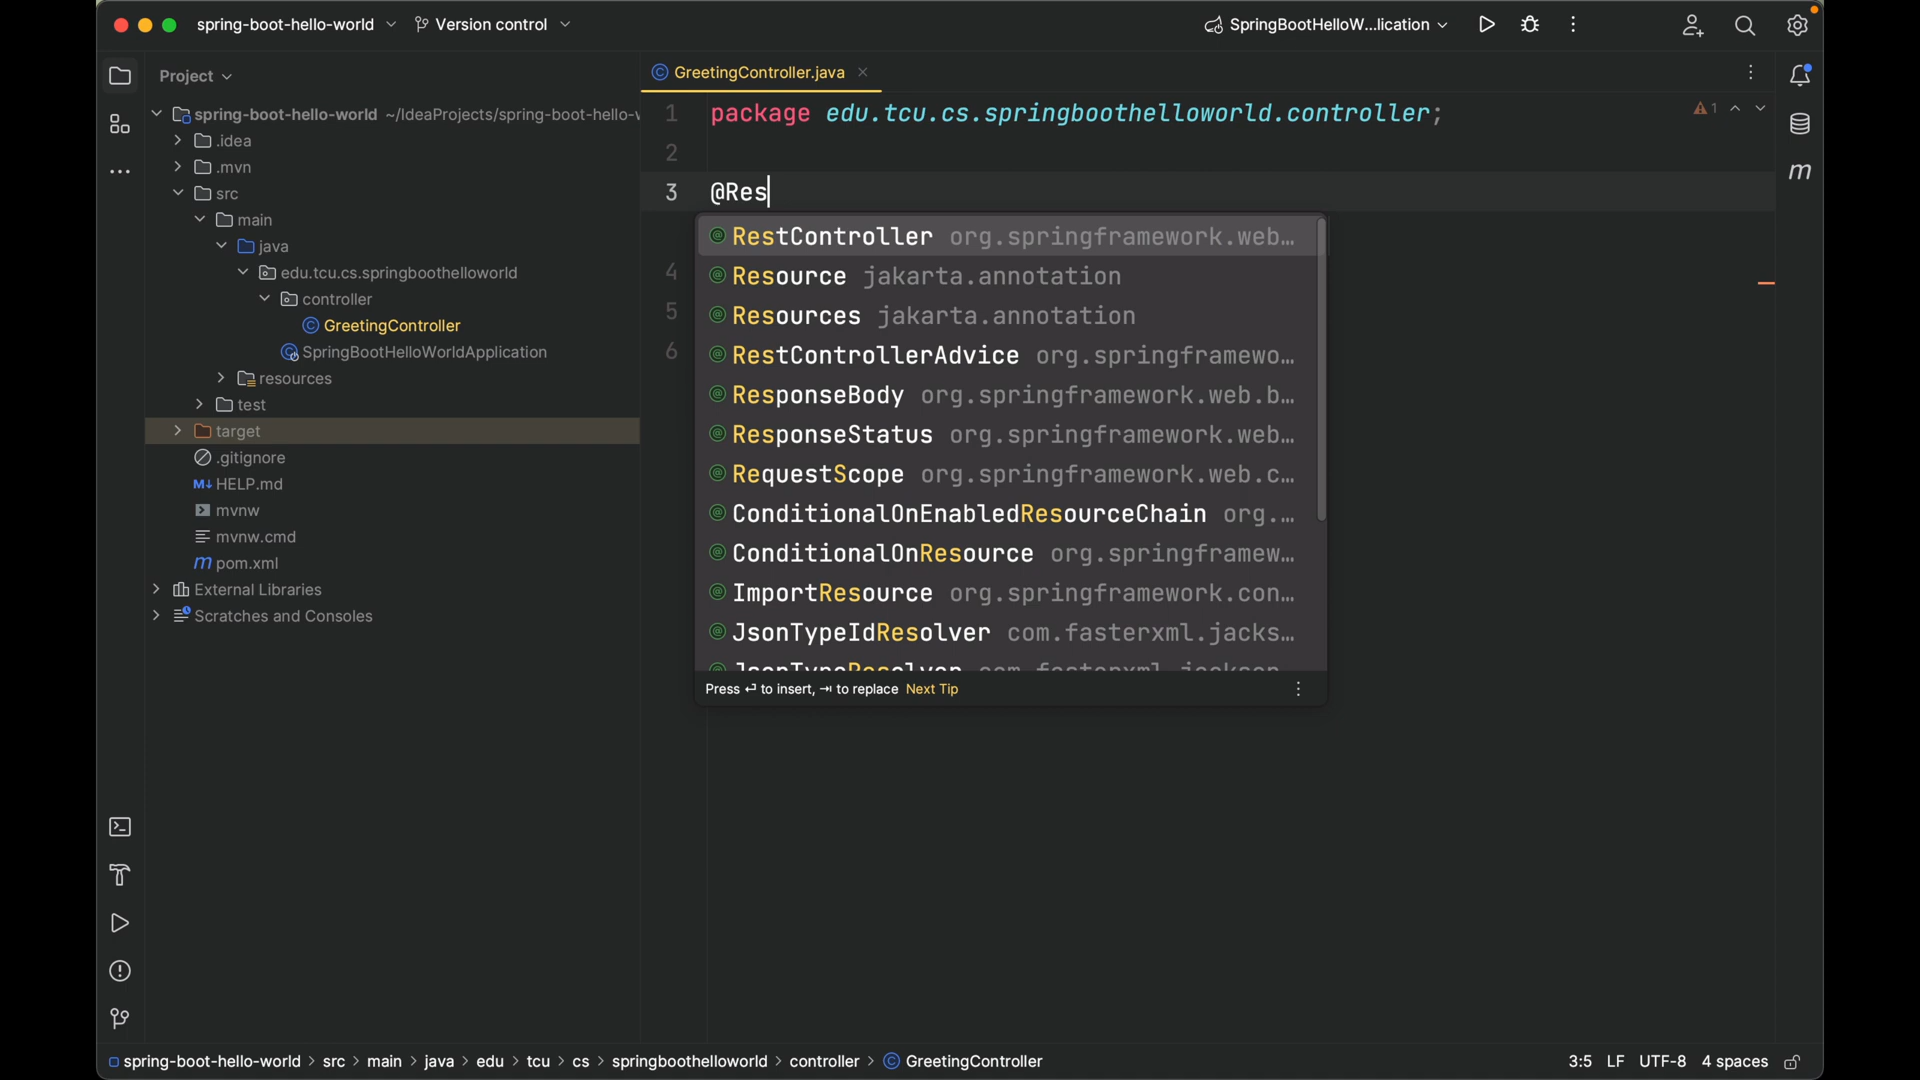 spring-boot-hello-world
Version control
SpringBootHelloW...lication
Project
GreetingController.java
spring-boot-hello-world ~/IdeaProjects/spring-boot-hello-w
.idea
.mvn
src
main
java
edu.tcu.cs.springboothelloworld
controller
GreetingController
SpringBootHelloWorldApplication
resources
test
target
.gitignore
M↓ HELP.md
mvnw
mvnw.cmd
m pom.xml
External Libraries
Scratches and Consoles
1 package edu.tcu.cs.springboothelloworld.controller;
1
2
3 @Res
4
5
6
RestController org.springframework.web...
Resource jakarta.annotation
Resources jakarta.annotation
RestControllerAdvice org.springframewo...
ResponseBody org.springframework.web.b...
ResponseStatus org.springframework.web...
RequestScope org.springframework.web.c...
ConditionalOnEnabledResourceChain org....
ConditionalOnResource org.springframew...
ImportResource org.springframework.con...
JsonTypeIdResolver com.fasterxml.jacks...
JsonTypeResolver com.fasterxml.jackson
Press ⏎ to insert, ⇥ to replace Next Tip
m
spring-boot-hello-world > src > main > java > edu > tcu > cs > springboothelloworld > controller > GreetingController
3:5 LF UTF-8 4 spaces